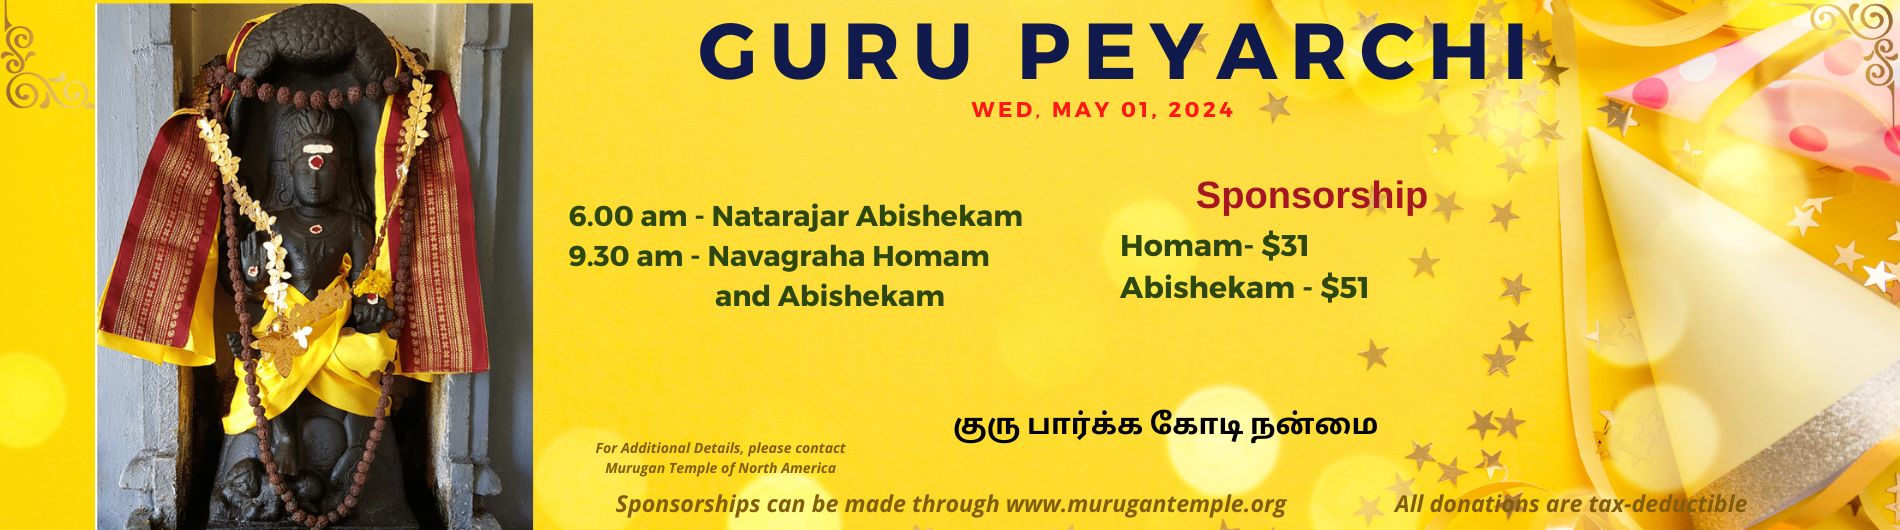 GURU PEYARCHI
WED, MAY 01, 2024
6.00 am - Natarajar Abishekam
9.30 am - Navagraha Homam
and Abishekam
Sponsorship
Homam- $31
Abishekam - $51
குரு பார்க்க கோடி நன்மை
For Additional Details, please contact
Murugan Temple of North America
Sponsorships can be made through www.murugantemple.org
All donations are tax-deductible